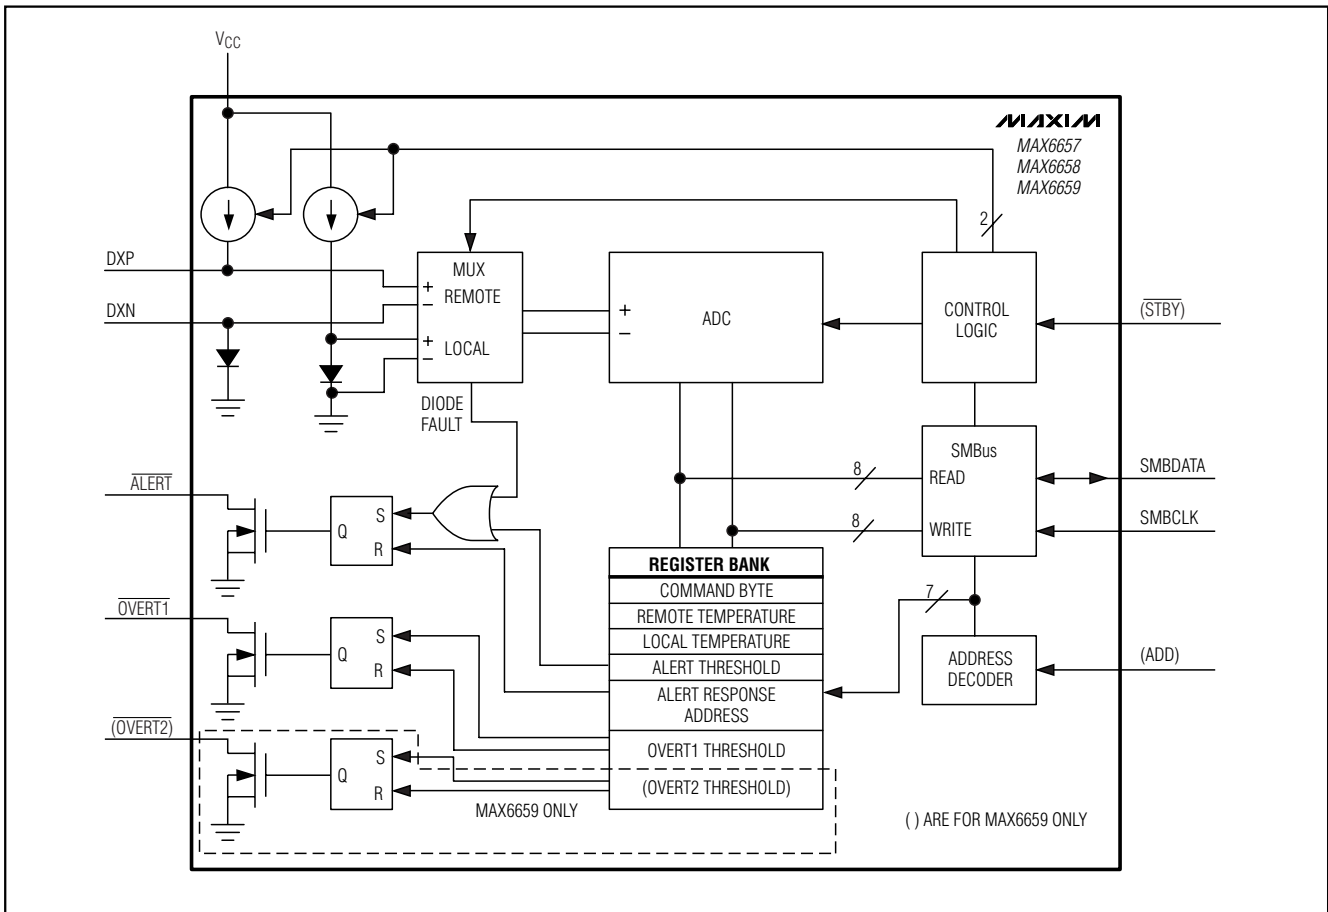 VCC
MAXIM
MAX6657
MAX6658
MAX6659
2
DXP
MUX
+
REMOTE
−
DXN
+
LOCAL
−
+
−
ADC
CONTROL
LOGIC
(STBY)
DIODE
FAULT
SMBus
READ
WRITE
8
8
SMBDATA
SMBCLK
ALERT
Q
S
R
REGISTER BANK
COMMAND BYTE
REMOTE TEMPERATURE
LOCAL TEMPERATURE
ALERT THRESHOLD
ALERT RESPONSE
ADDRESS
OVERT1 THRESHOLD
(OVERT2 THRESHOLD)
7
ADDRESS
DECODER
(ADD)
OVERT1
Q
S
R
(OVERT2)
Q
S
R
MAX6659 ONLY
( ) ARE FOR MAX6659 ONLY